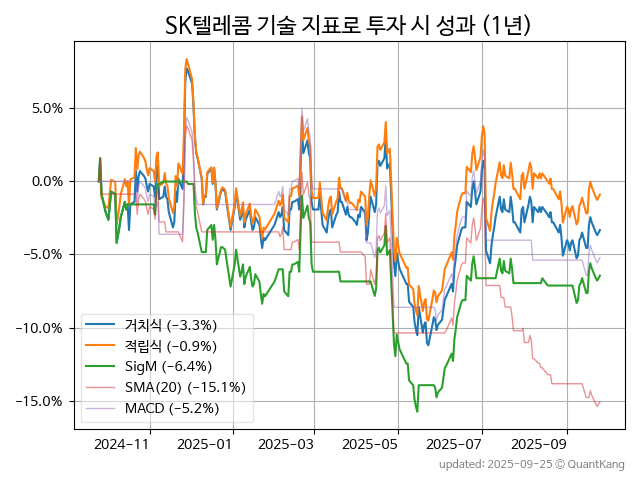 SK텔레콤 기술 지표로 투자 시 성과 (1년)
5.0%
0.0%
−5.0%
−10.0%
−15.0%
거치식 (−3.3%)
적립식 (−0.9%)
SigM (−6.4%)
SMA(20) (−15.1%)
MACD (−5.2%)
2024-11 2025-01 2025-03 2025-05 2025-07 2025-09
updated: 2025-09-25 © QuantKang